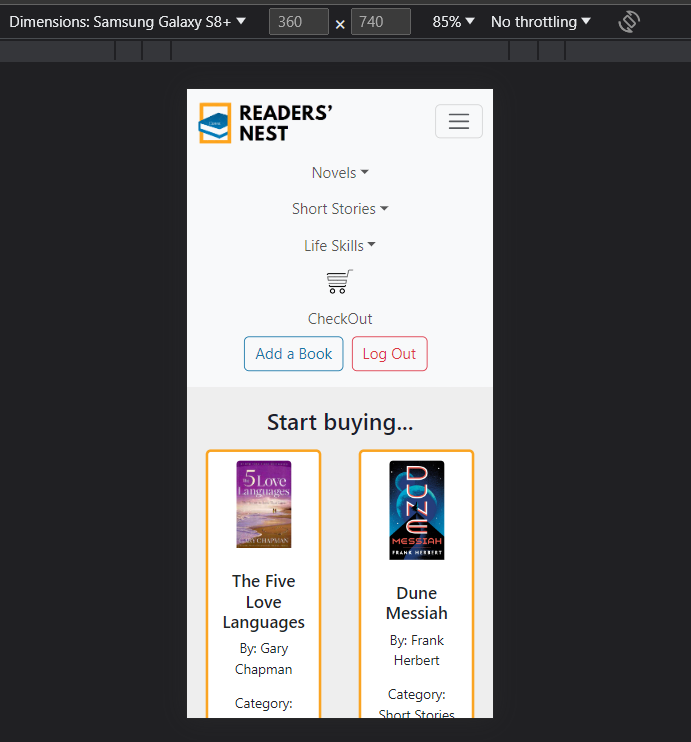 Dimensions: Samsung Galaxy S8+ 360 × 740 85% No throttling
READERS'
NEST
Novels
Short Stories
Life Skills
CheckOut
Add a Book Log Out
Start buying...
The 5 Love
Languages
GARY CHAPMAN
DUNE
MESSIAH
FRANK HERBERT
The Five
Love
Languages
By: Gary
Chapman
Category:
Dune
Messiah
By: Frank
Herbert
Category:
Short Stories